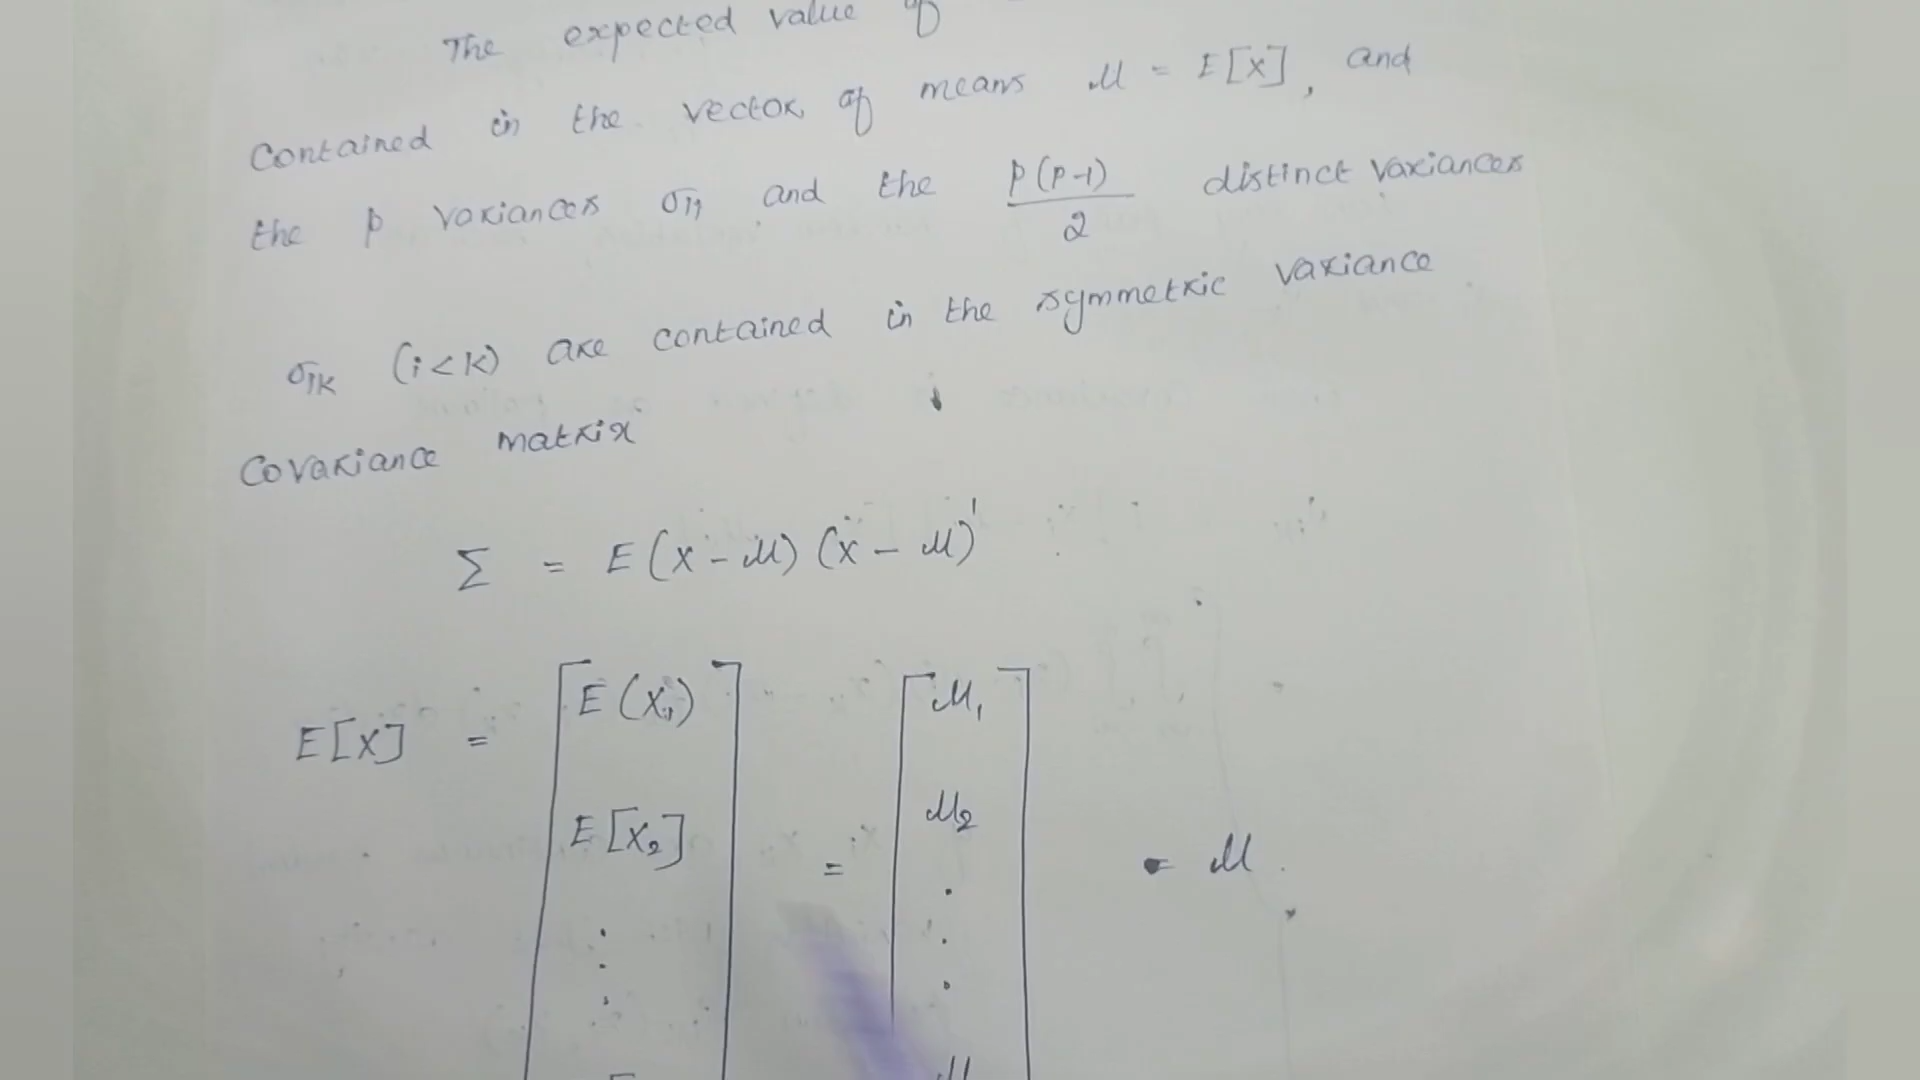 The expected value of
contained in the vector of means μ = E[X], and
the p variances σii and the p(p-1)/2 distinct variances
σik (i<k) are contained in the symmetric variance
Covariance matrix
Σ = E(X-μ)(X-μ)'
E[X] = [E(X1) E[X2] ⋮ = [μ1 μ2 ⋮ = μ.